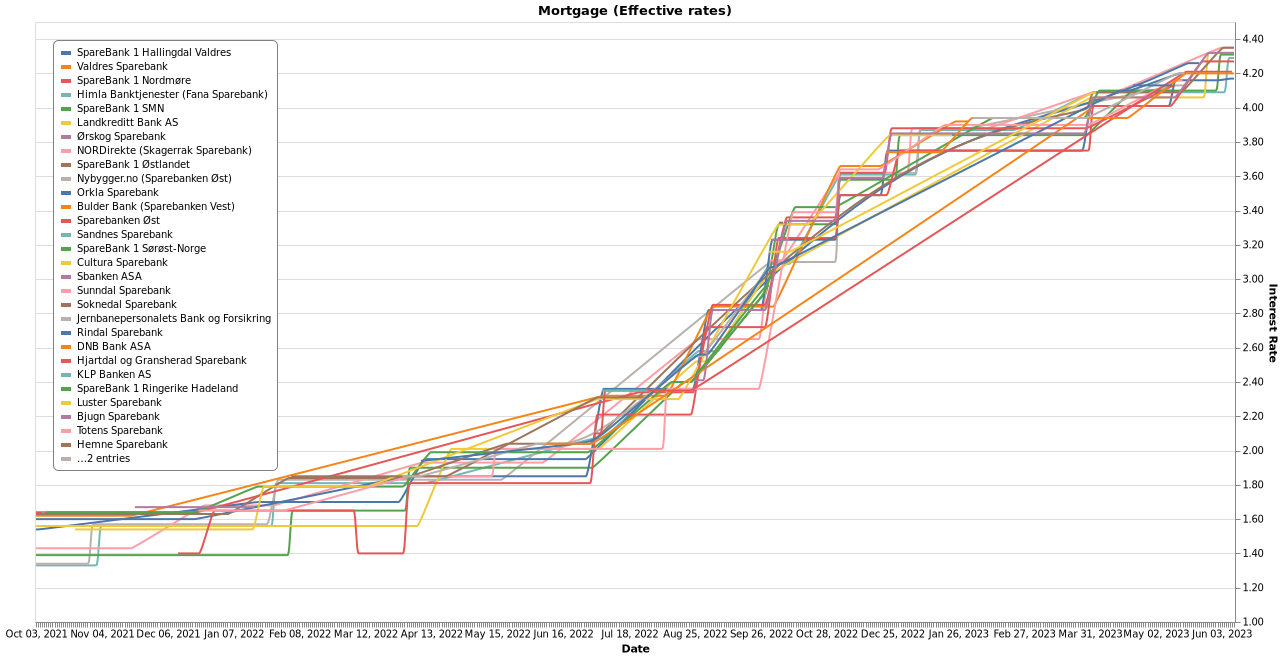 Mortgage (Effective rates)
SpareBank 1 Hallingdal Valdres
Valdres Sparebank
SpareBank 1 Nordmøre
Himla Banktjenester (Fana Sparebank)
SpareBank 1 SMN
Landkreditt Bank AS
Ørskog Sparebank
NORDirekte (Skagerrak Sparebank)
SpareBank 1 Østlandet
Nybygger.no (Sparebanken Øst)
Orkla Sparebank
Bulder Bank (Sparebanken Vest)
Sparebanken Øst
Sandnes Sparebank
SpareBank 1 Sørøst-Norge
Cultura Sparebank
Sbanken ASA
Sunndal Sparebank
Soknedal Sparebank
Jernbanepersonalets Bank og Forsikring
Rindal Sparebank
DNB Bank ASA
Hjartdal og Gransherad Sparebank
KLP Banken AS
SpareBank 1 Ringerike Hadeland
Luster Sparebank
Bjugn Sparebank
Totens Sparebank
Hemne Sparebank
...2 entries
4.40
4.20
4.00
3.80
3.60
3.40
3.20
3.00
2.80
2.60
2.40
2.20
2.00
1.80
1.60
1.40
1.20
1.00
Interest Rate
Oct 03, 2021 Nov 04, 2021 Dec 06, 2021 Jan 07, 2022 Feb 08, 2022 Mar 12, 2022 Apr 13, 2022 May 15, 2022 Jun 16, 2022 Jul 18, 2022 Aug 25, 2022 Sep 26, 2022 Oct 28, 2022 Dec 25, 2022 Jan 26, 2023 Feb 27, 2023 Mar 31, 2023 May 02, 2023 Jun 03, 2023
Date